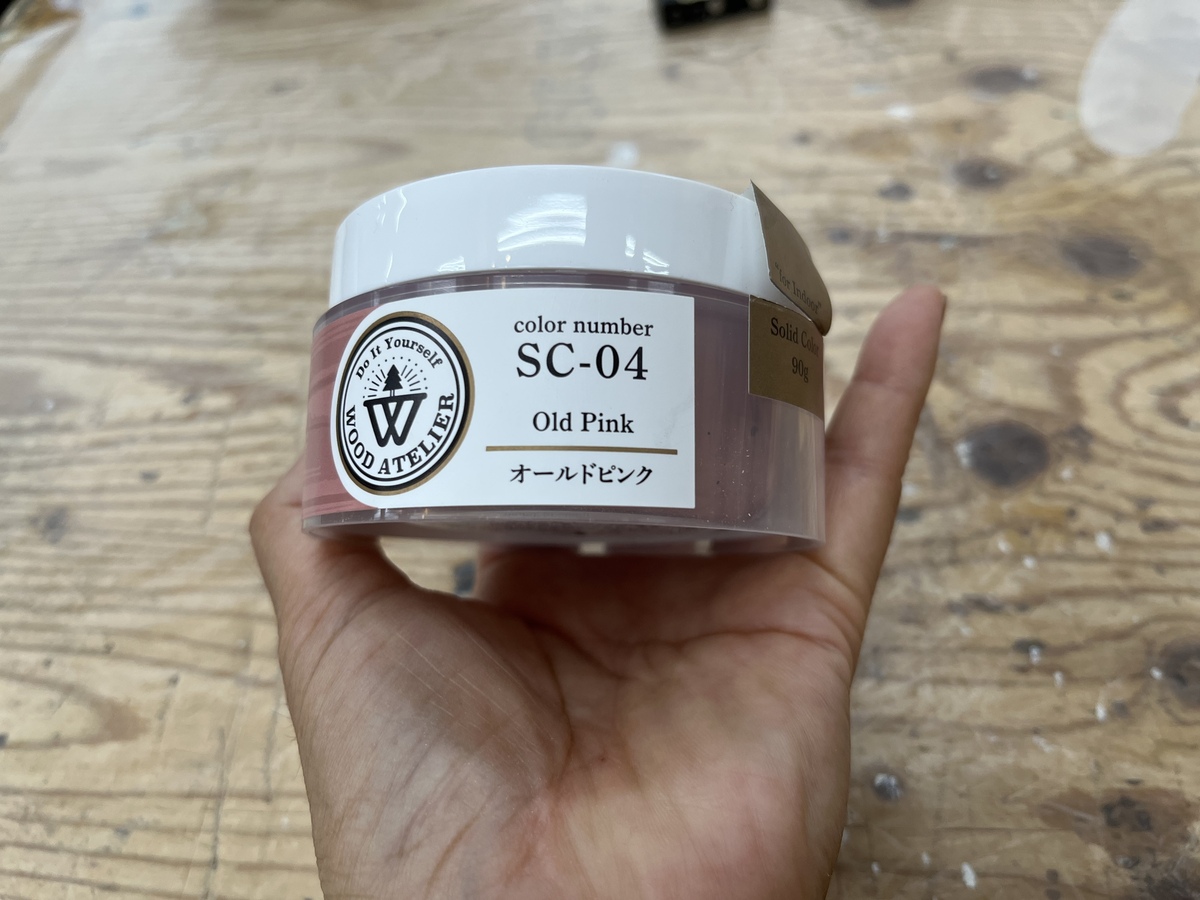 Do It Yourself
W
WOOD ATELIER
color number
SC-04
Old Pink
オールドピンク
"for Indoor"
Solid Color
90g